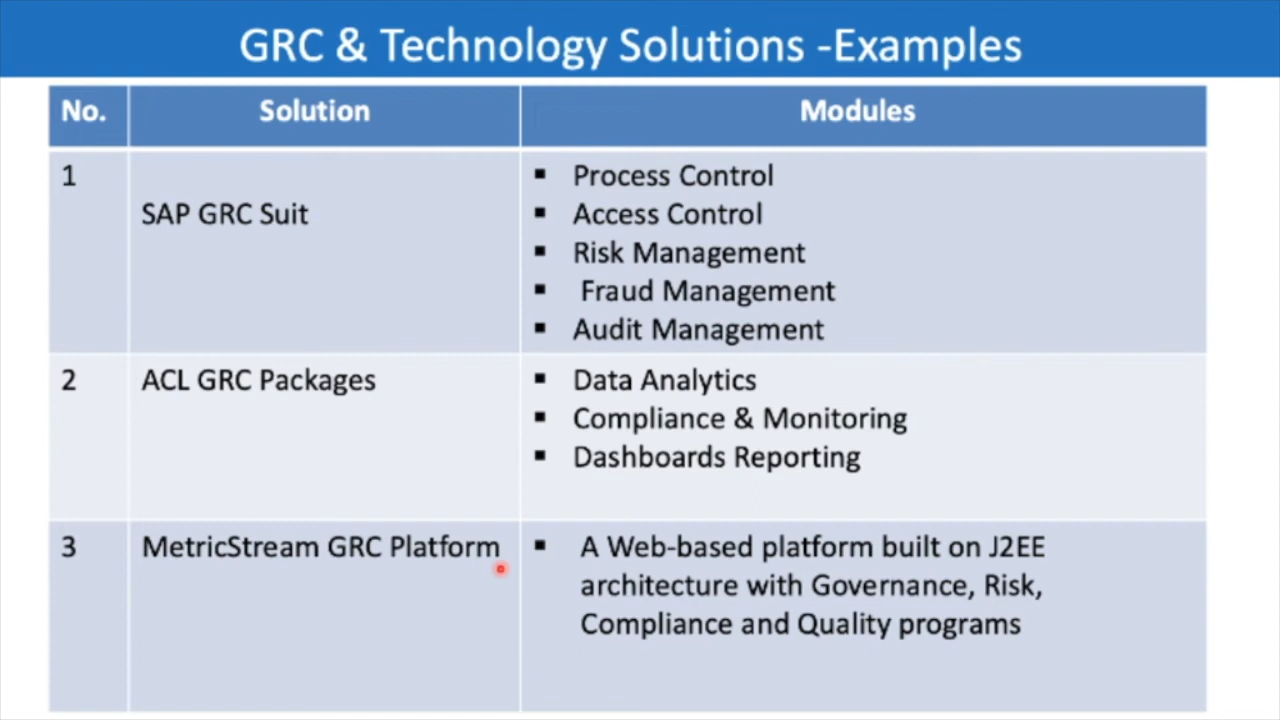 GRC & Technology Solutions -Examples
No. Solution Modules
1
SAP GRC Suit
▪ Process Control
▪ Access Control
▪ Risk Management
▪ Fraud Management
▪ Audit Management
2 ACL GRC Packages
▪ Data Analytics
▪ Compliance & Monitoring
▪ Dashboards Reporting
3 MetricStream GRC Platform
▪ A Web-based platform built on J2EE
architecture with Governance, Risk,
Compliance and Quality programs